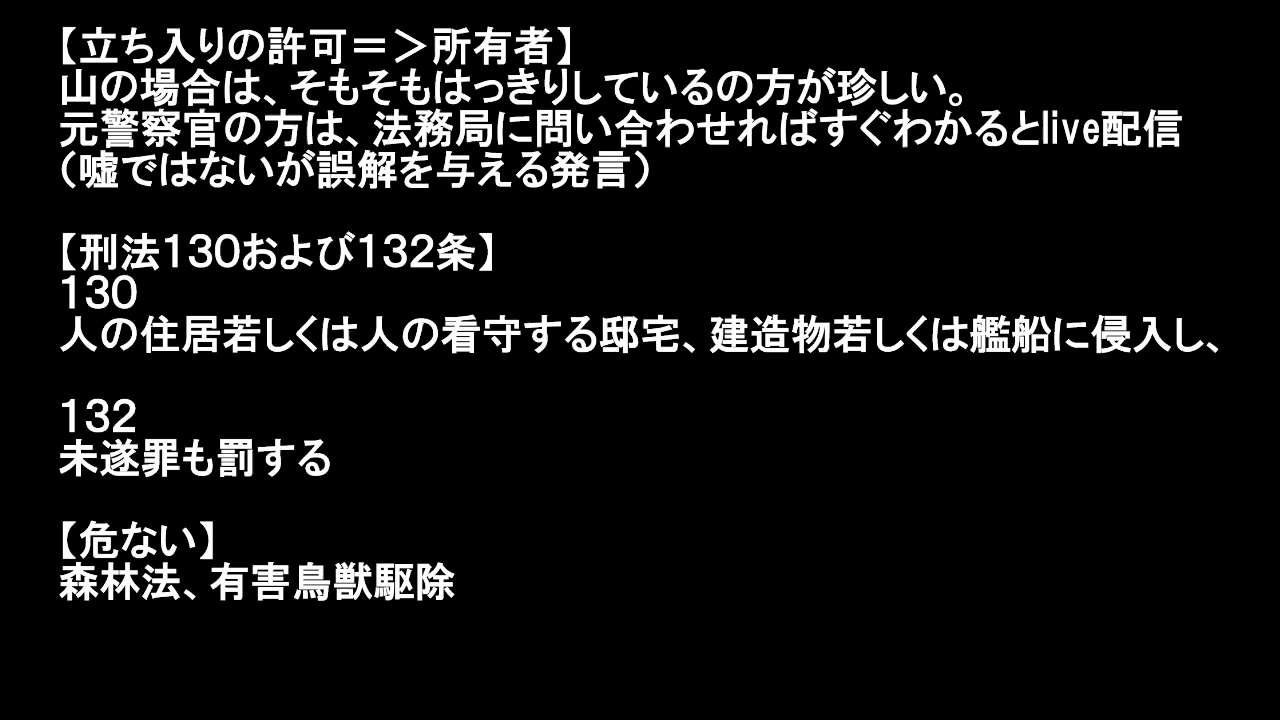 【立ち入りの許可＝＞所有者】
山の場合は、そもそもはっきりしているの方が珍しい。
元警察官の方は、法務局に問い合わせればすぐわかるとlive配信
（嘘ではないが誤解を与える発言）
【刑法130および132条】
130
人の住居若しくは人の看守する邸宅、建造物若しくは艦船に侵入し、
132
未遂罪も罰する
【危ない】
森林法、有害鳥獣駆除